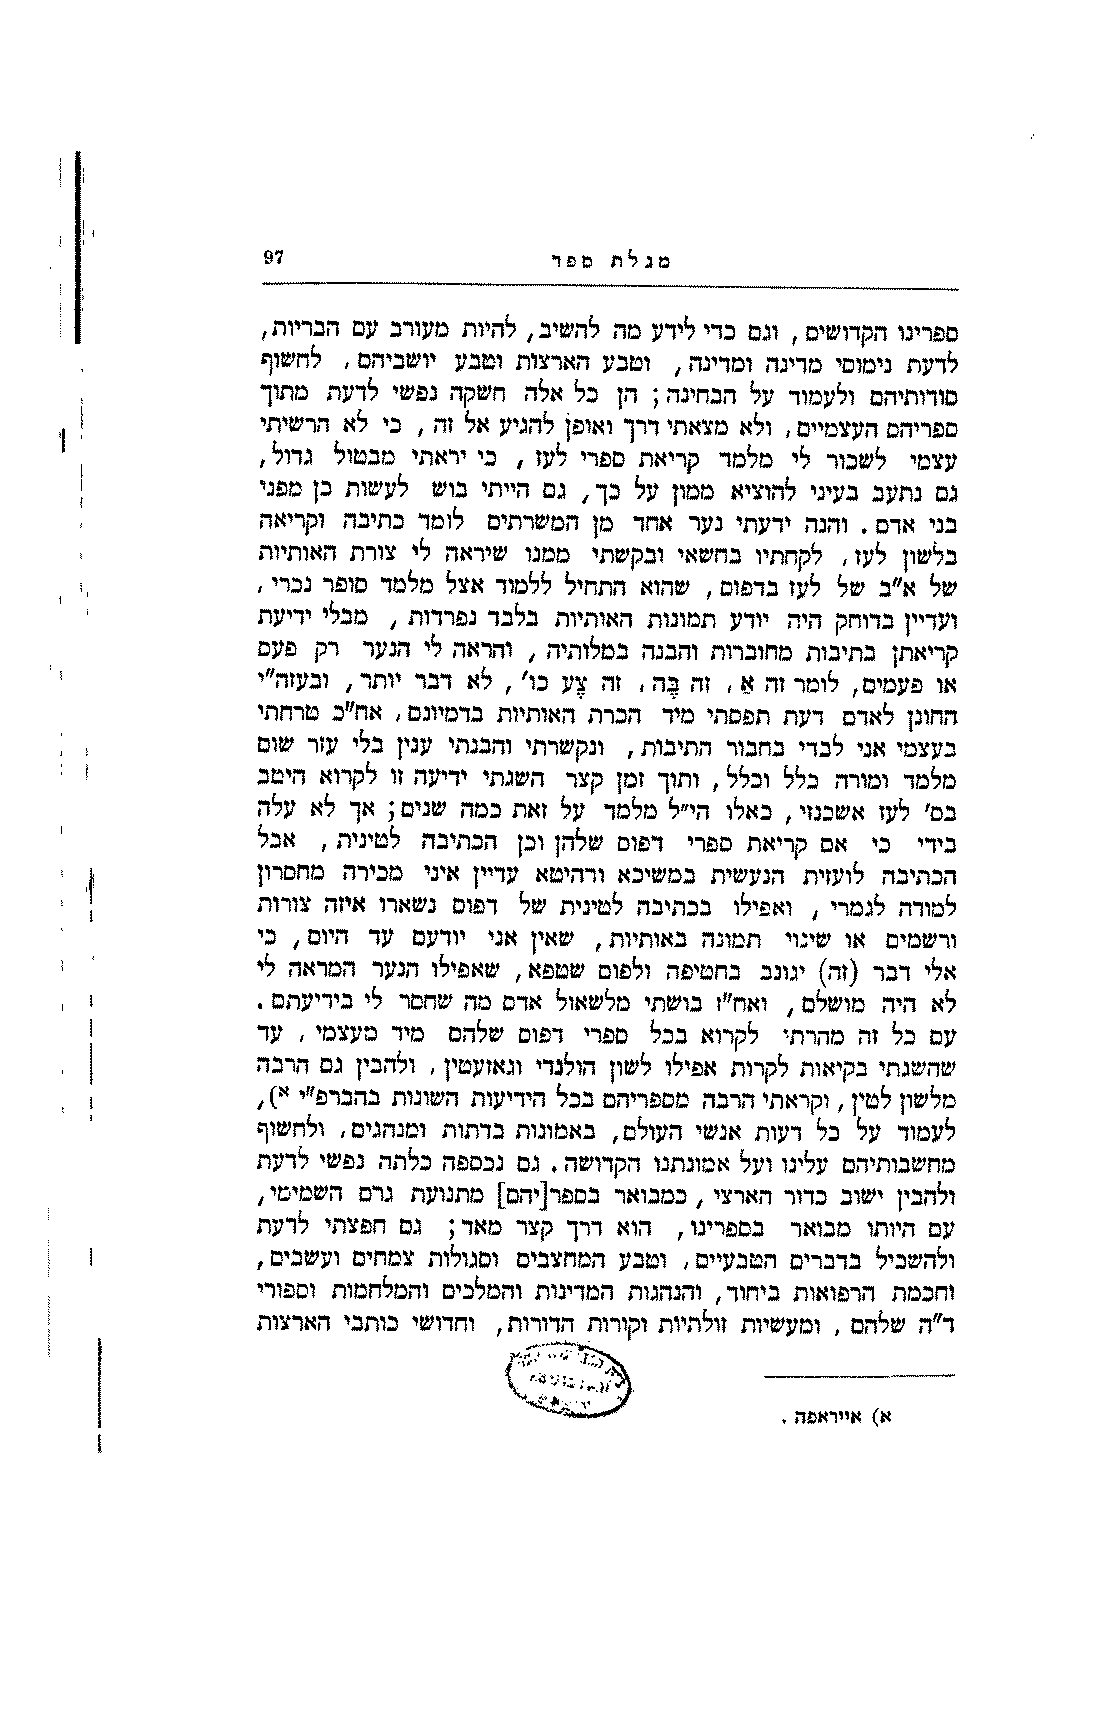 מגלת ספר 97
ספרינו הקדושים, וגם כדי לידע מה להשיב, להיות מעורב עם הבריות,
לדעת נימוסי מדינה ומדינה, וטבע הארצות וטבע יושביהם, לחשוף
סודותיהם ולעמוד על הבחינה; הן כל אלה חשקה נפשי לדעת מתוך
ספריהם העצמיים, ולא מצאתי דרך ואופן להגיע אל זה, כי לא הרשיתי
עצמי לשכור לי מלמד קריאת ספרי לעז, כי יראתי מבטול גדול,
גם נתעב בעיני להוציא ממון על כך, גם הייתי בוש לעשות כן מפני
בני אדם. והנה ידעתי נער אחד מן המשרתים לומד כתיבה וקריאה
בלשון לעז, לקחתיו בחשאי ובקשתי ממנו שיראה לי צורת האותיות
של א"ב של לעז בדפוס, שהוא התחיל ללמוד אצל מלמד סופר נכרי,
ועדיין בדוחק היה יודע תמונות האותיות בלבד נפרדות, מבלי ידיעת
קריאתן בתיבות מחוברות והבנה במלותיה, והראה לי הנער רק פעם
או פעמים, לומר זה אַ, זה בֶּה, זה צֶע כו', לא דבר יותר, ובעזה"י
החונן לאדם דעת תפסתי מיד הכרת האותיות בדמיונם, אח"כ טרחתי
בעצמי אני לבדי בחבור התיבות, ונקשרתי והבנתי ענין בלי עזר שום
מלמד ומורה כלל וכלל, ותוך זמן קצר השגתי ידיעה זו לקרוא היטב
בס' לעז אשכנזי, כאלו הי"ל מלמד על זאת כמה שנים; אך לא עלה
בידי כי אם קריאת ספרי דפוס שלהן וכן הכתיבה לטינית, אבל
הכתיבה לועזית הנעשית במשיכא ורהיטא עדיין איני מכירה מחסרון
למודה לגמרי, ואפילו בכתיבה לטינית של דפוס נשארו איזה צורות
ורשמים או שינוי תמונה באותיות, שאין אני יודעם עד היום, כי
אלי דבר (זה) יגונב בחטיפה ולפום שטפא, שאפילו הנער המראה לי
לא היה מושלם, ואח"ז בושתי מלשאול אדם מה שחסר לי בידיעתם.
עם כל זה מהרתי לקרוא בכל ספרי דפוס שלהם מיד מעצמי, עד
שהשגתי בקיאות לקרות אפילו לשון הולנדי וגאזעטין, ולהבין גם הרבה
מלשון לטין, וקראתי הרבה מספריהם בכל הידיעות השונות בהברפ"י א),
לעמוד על כל דעות אנשי העולם, באמונות בדתות ומנהגים, ולחשוף
מחשבותיהם עלינו ועל אמונתנו הקדושה. גם נכספה כלתה נפשי לדעת
ולהבין ישוב כדור הארצי, כמבואר בספר[יהם] מתנועת גרם השמימי,
עם היותו מבואר בספרינו, הוא דרך קצר מאד; גם חפצתי לדעת
ולהשכיל בדברים הטבעיים, וטבע המחצבים וסגולות צמחים ועשבים,
וחכמת הרפואות ביחוד, והנהגות המדינות והמלכים והמלחמות וספורי
ד"ה שלהם, ומעשיות זולתיות וקורות הדורות, וחדושי כותבי הארצות
א) אייראפה.